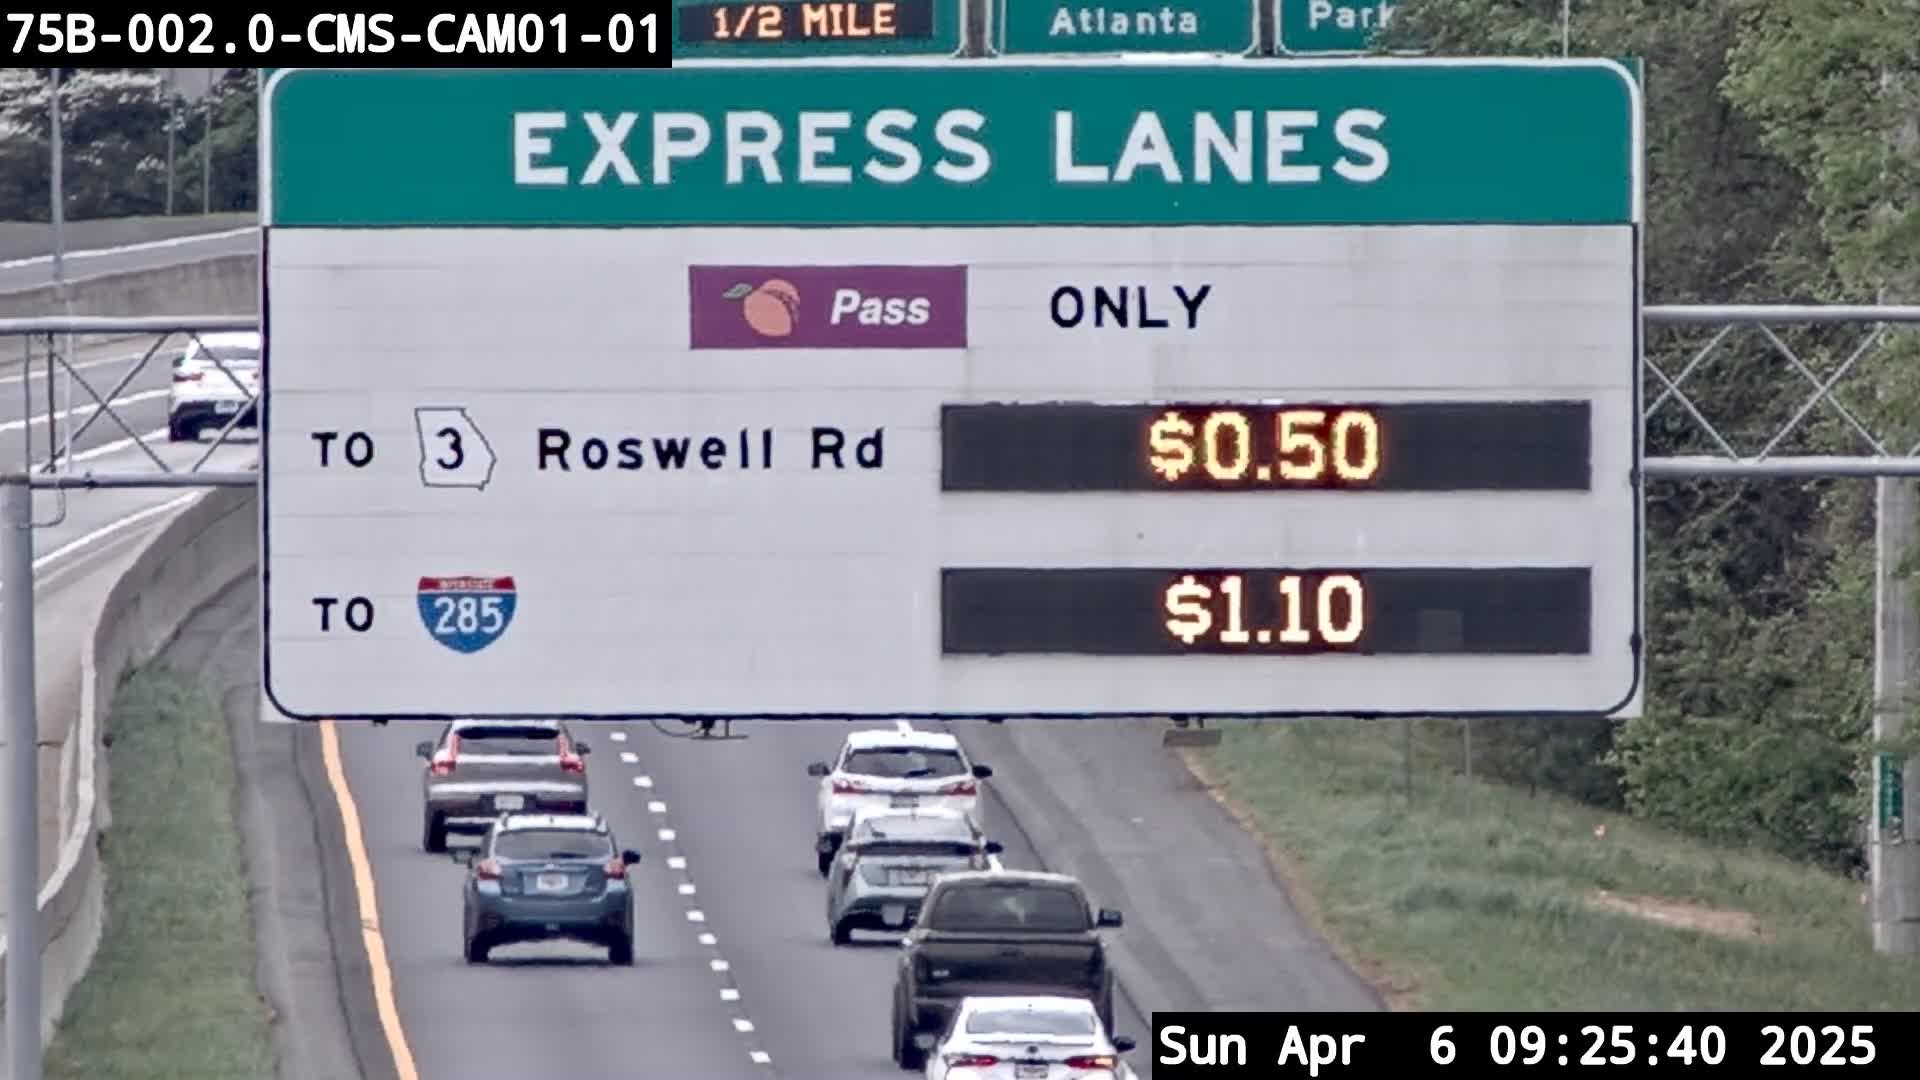 75B-002.0-CMS-CAM01-01
1/2 MILE
Atlanta
Park
EXPRESS LANES
Pass ONLY
TO 3 Roswell Rd $0.50
TO 285 $1.10
Sun Apr 6 09:25:40 2025